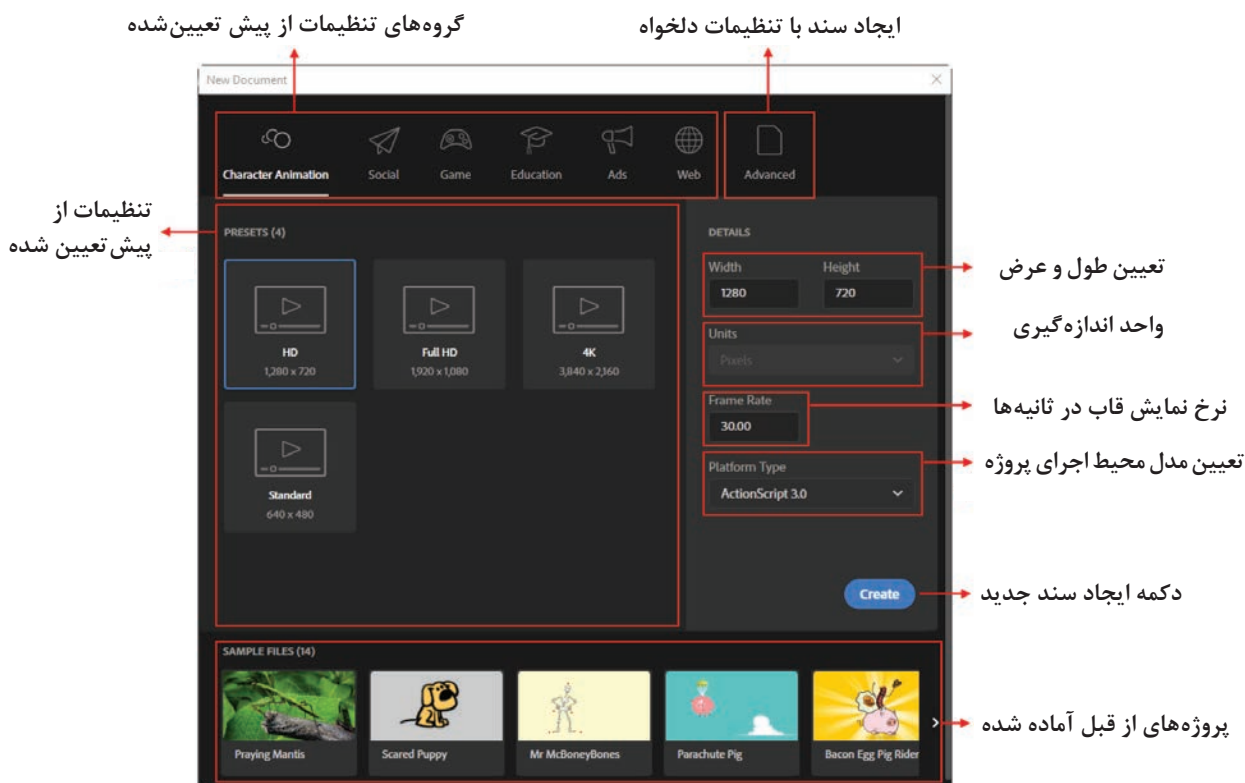 گروه‌های تنظیمات از پیش تعیین‌شده
ایجاد سند با تنظیمات دلخواه
New Document
Character Animation
Social
Game
Education
Ads
Web
Advanced
تنظیمات از
پیش‌تعیین شده
PRESETS (4)
HD
1,280 x 720
Full HD
1,920 x 1,080
4K
3,840 x 2,160
Standard
640 x 480
DETAILS
Width
Height
1280
720
تعیین طول و عرض
Units
Pixels
واحد اندازه‌گیری
Frame Rate
30.00
نرخ نمایش قاب در ثانیه‌ها
Platform Type
ActionScript 3.0
تعیین مدل محیط اجرای پروژه
Create
دکمه ایجاد سند جدید
SAMPLE FILES (14)
Praying Mantis
Scared Puppy
Mr McBoneyBones
Parachute Pig
Bacon Egg Pig Rider
پروژه‌های از قبل آماده شده